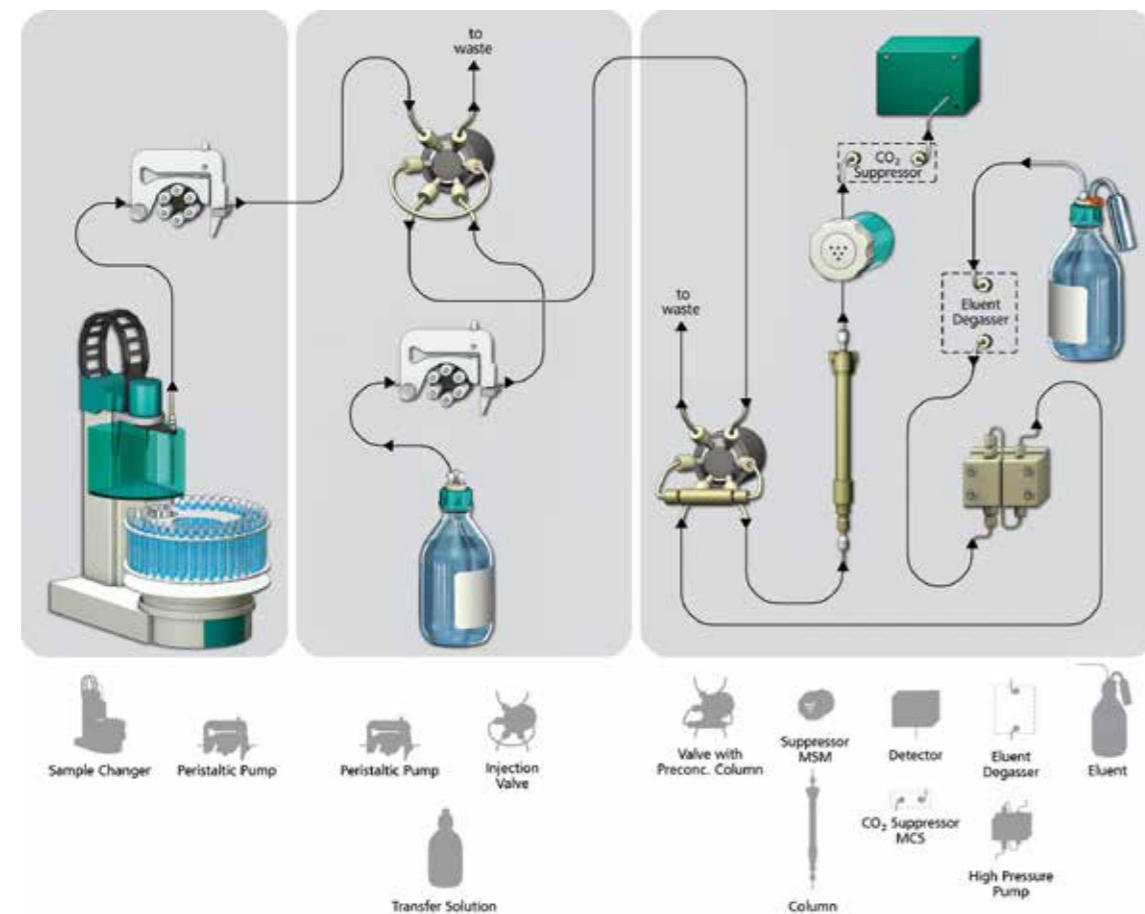 to
waste
CO₂
Suppressor
to
waste
Eluent
Degasser
Sample Changer
Peristaltic Pump
Peristaltic Pump
Injection
Valve
Transfer Solution
Valve with
Preconc. Column
Suppressor
MSM
Detector
Eluent
Degasser
Eluent
CO₂ Suppressor
MCS
High Pressure
Pump
Column